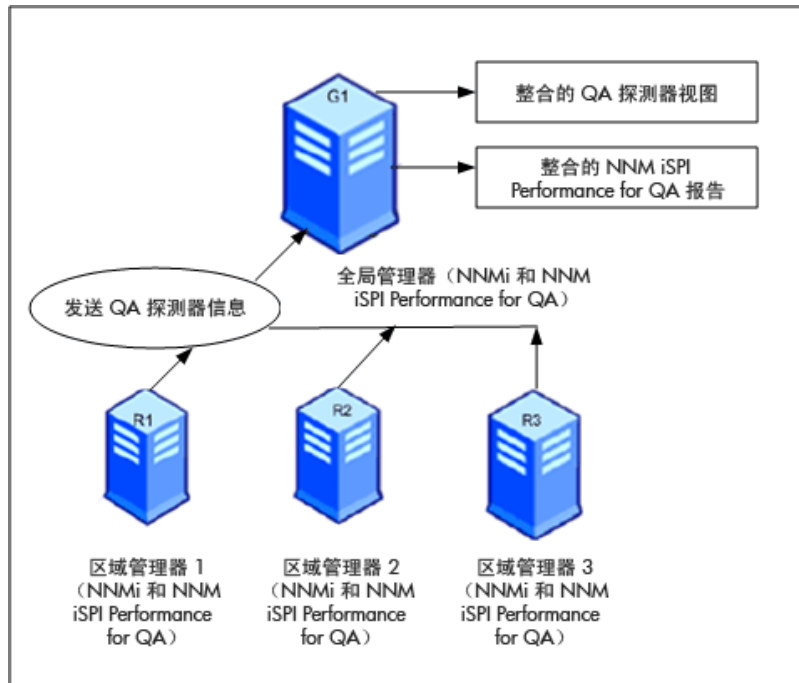 G1
整合的 QA 探测器视图
整合的 NNM iSPI
Performance for QA 报告
全局管理器（NNMi 和 NNM
iSPI Performance for QA）
发送 QA 探测器信息
R1
R2
R3
区域管理器 1
（NNMi 和 NNM
iSPI Performance
for QA）
区域管理器 2
（NNMi 和 NNM
iSPI Performance
for QA）
区域管理器 3
（NNMi 和 NNM
iSPI Performance
for QA）